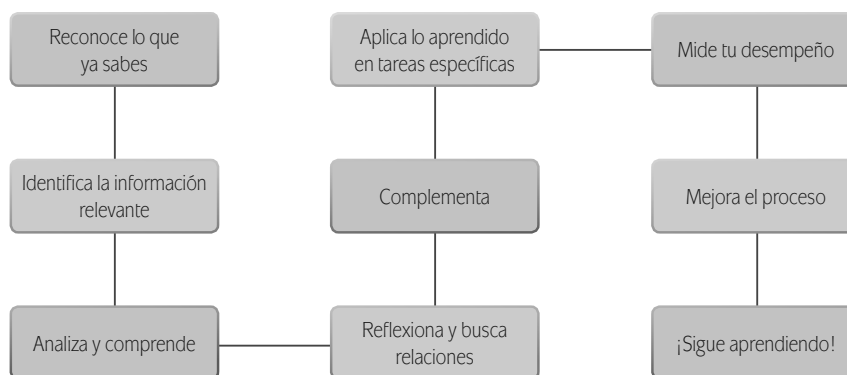 Reconoce lo que
ya sabes
Identifica la información
relevante
Analiza y comprende
Reflexiona y busca
relaciones
Complementa
Aplica lo aprendido
en tareas específicas
Mide tu desempeño
Mejora el proceso
¡Sigue aprendiendo!